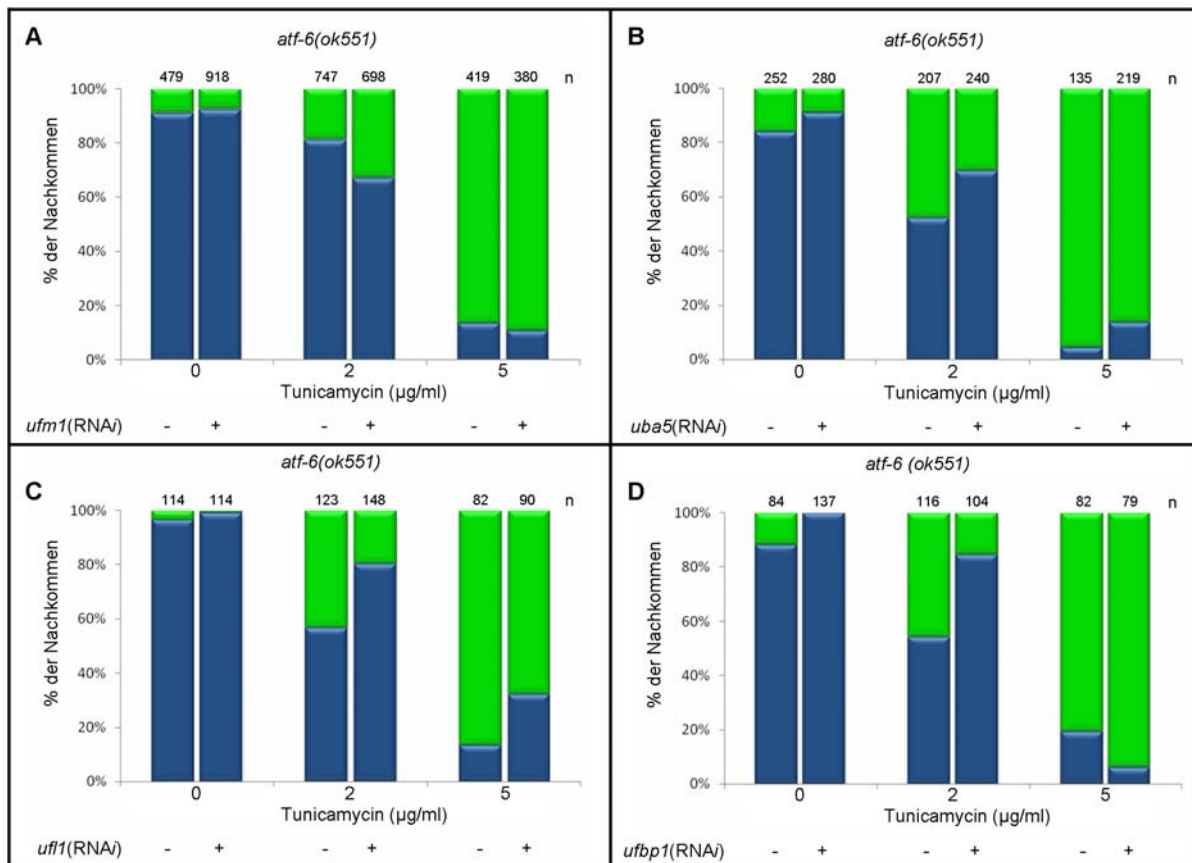 A
atf-6(ok551)
479 918 747 698 419 380 n
100%
80%
60%
40%
20%
0%
% der Nachkommen
0 2 5
Tunicamycin (µg/ml)
ufm1(RNAi) - + - + - +
B
atf-6(ok551)
252 280 207 240 135 219 n
100%
80%
60%
40%
20%
0%
% der Nachkommen
0 2 5
Tunicamycin (µg/ml)
uba5(RNAi) - + - + - +
C
atf-6(ok551)
114 114 123 148 82 90 n
100%
80%
60%
40%
20%
0%
% der Nachkommen
0 2 5
Tunicamycin (µg/ml)
ufl1(RNAi) - + - + - +
D
atf-6 (ok551)
84 137 116 104 82 79 n
100%
80%
60%
40%
20%
0%
% der Nachkommen
0 2 5
Tunicamycin (µg/ml)
ufbp1(RNAi) - + - + - +